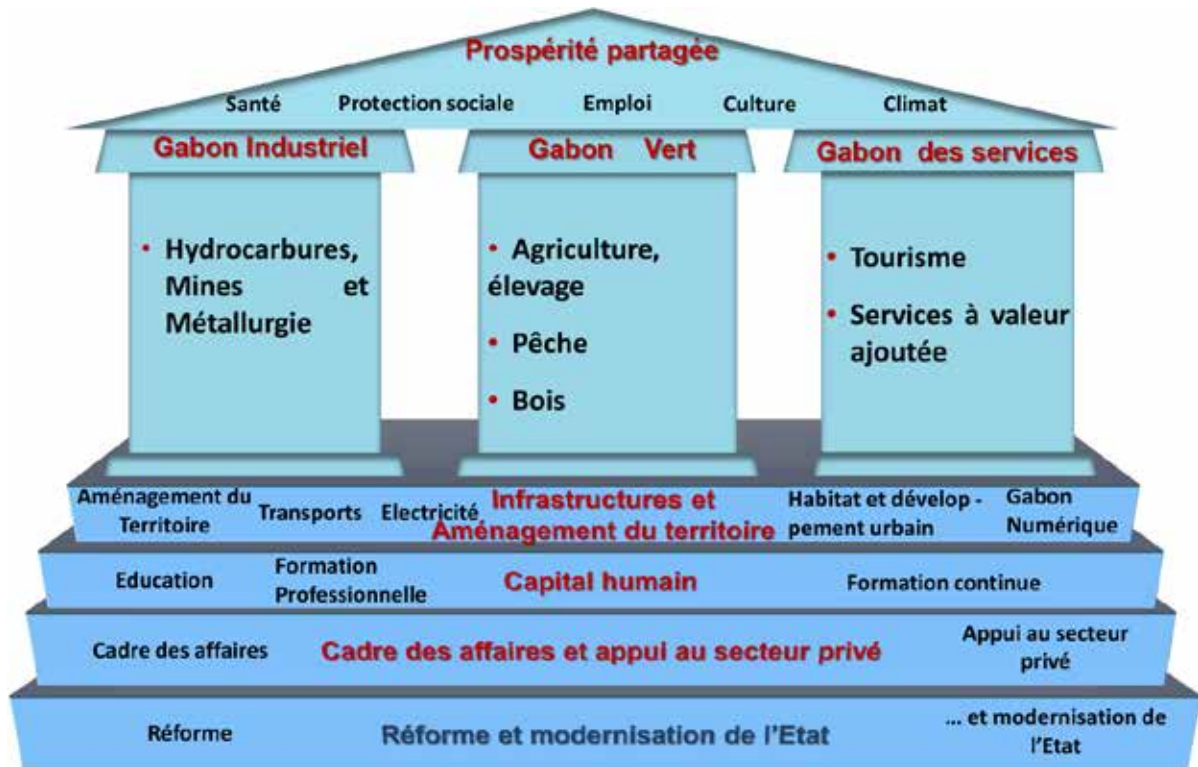 Prospérité partagée
Santé Protection sociale Emploi Culture Climat
Gabon Industriel
• Hydrocarbures,
Mines et
Métallurgie
Gabon Vert
• Agriculture,
élevage
• Pêche
• Bois
Gabon des services
• Tourisme
• Services à valeur
ajoutée
Aménagement du
Territoire
Transports
Electricité
Infrastructures et
Aménagement du territoire
Habitat et dévelop -
pement urbain
Gabon
Numérique
Education
Formation
Professionnelle
Capital humain
Formation continue
Cadre des affaires
Cadre des affaires et appui au secteur privé
Appui au secteur
privé
Réforme
Réforme et modernisation de l'Etat
... et modernisation de
l'Etat